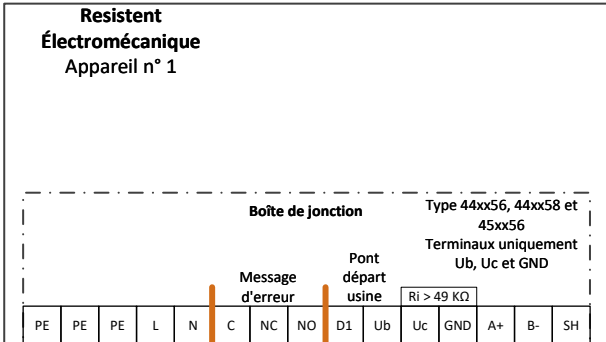 Resistent
Électromécanique
Appareil n° 1
Boîte de jonction
Type 44xx56, 44xx58 et
45xx56
Terminaux uniquement
Ub, Uc et GND
Message
d'erreur
Pont
départ
usine
Ri > 49 KΩ
PE PE PE L N C NC NO D1 Ub Uc GND A+ B- SH